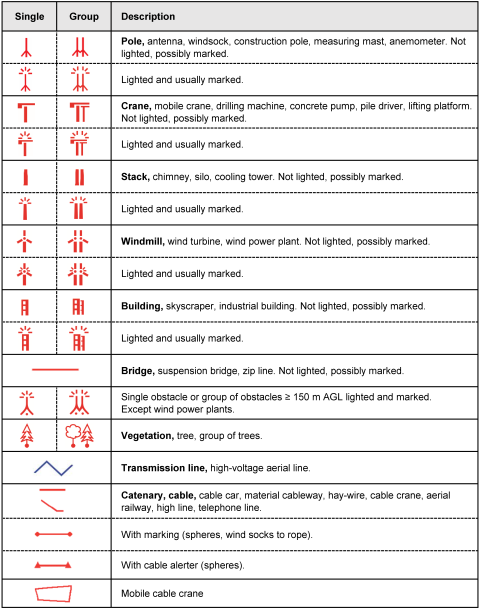 Single Group Description
Pole, antenna, windsock, construction pole, measuring mast, anemometer. Not
lighted, possibly marked.
Lighted and usually marked.
Crane, mobile crane, drilling machine, concrete pump, pile driver, lifting platform.
Not lighted, possibly marked.
Lighted and usually marked.
Stack, chimney, silo, cooling tower. Not lighted, possibly marked.
Lighted and usually marked.
Windmill, wind turbine, wind power plant. Not lighted, possibly marked.
Lighted and usually marked.
Building, skyscraper, industrial building. Not lighted, possibly marked.
Lighted and usually marked.
Bridge, suspension bridge, zip line. Not lighted, possibly marked.
Single obstacle or group of obstacles ≥ 150 m AGL lighted and marked.
Except wind power plants.
Vegetation, tree, group of trees.
Transmission line, high-voltage aerial line.
Catenary, cable, cable car, material cableway, hay-wire, cable crane, aerial
railway, high line, telephone line.
With marking (spheres, wind socks to rope).
With cable alerter (spheres).
Mobile cable crane